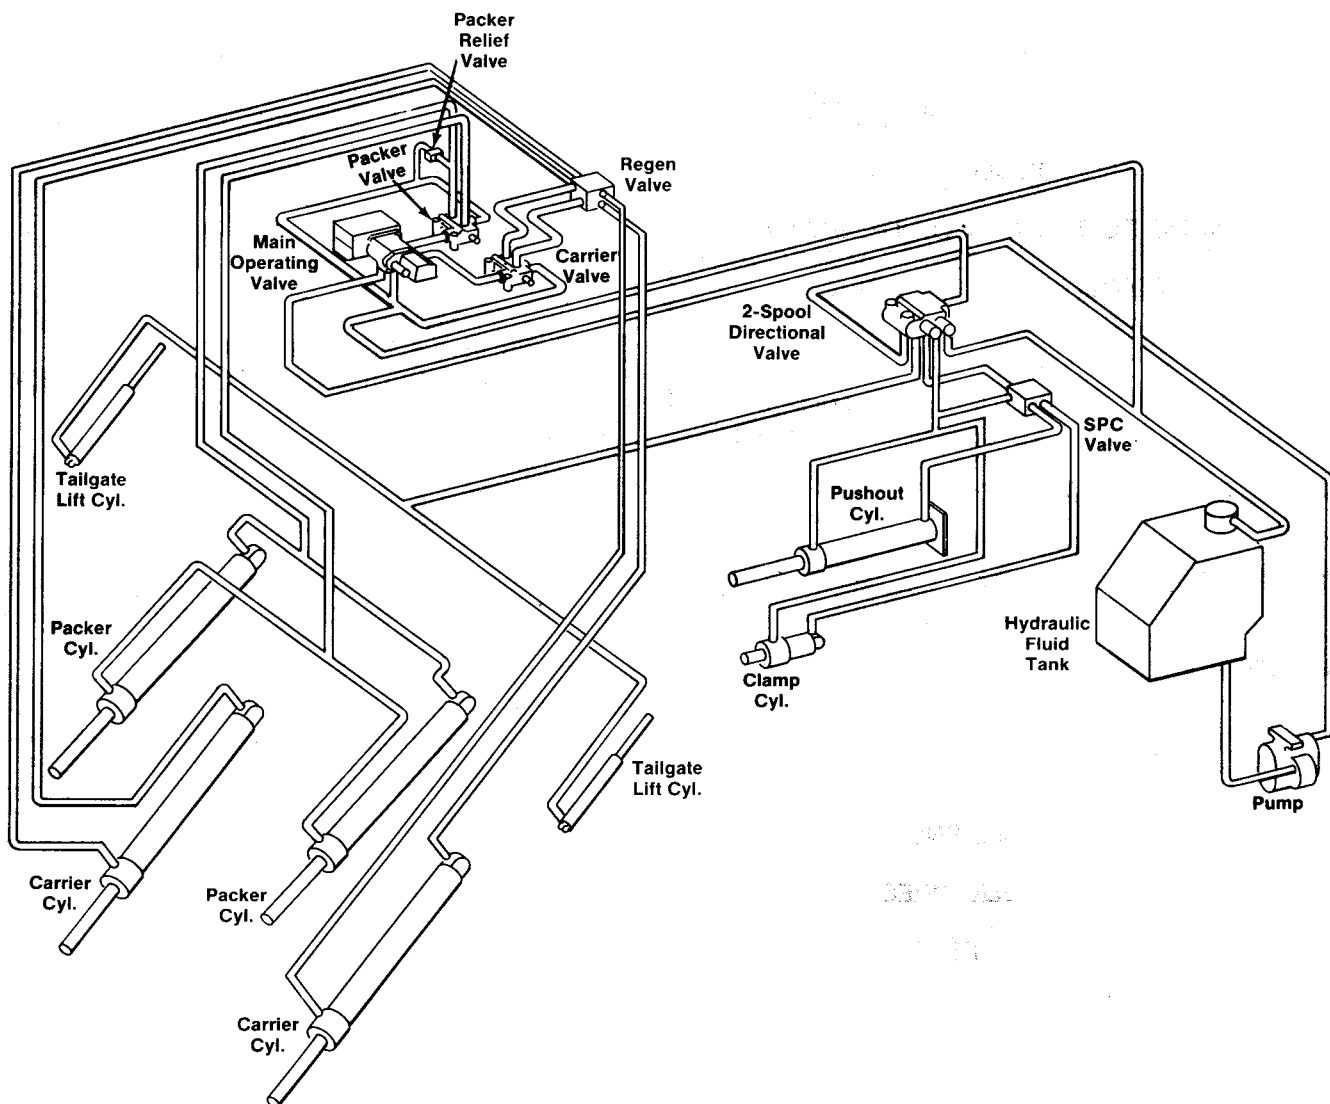 Packer
Relief
Valve
Packer
Valve
Regen
Valve
Main
Operating
Valve
Carrier
Valve
2-Spool
Directional
Valve
SPC
Valve
Tailgate
Lift Cyl.
Pushout
Cyl.
Packer
Cyl.
Hydraulic
Fluid
Tank
Clamp
Cyl.
Tailgate
Lift Cyl.
Pump
Carrier
Cyl.
Packer
Cyl.
Carrier
Cyl.